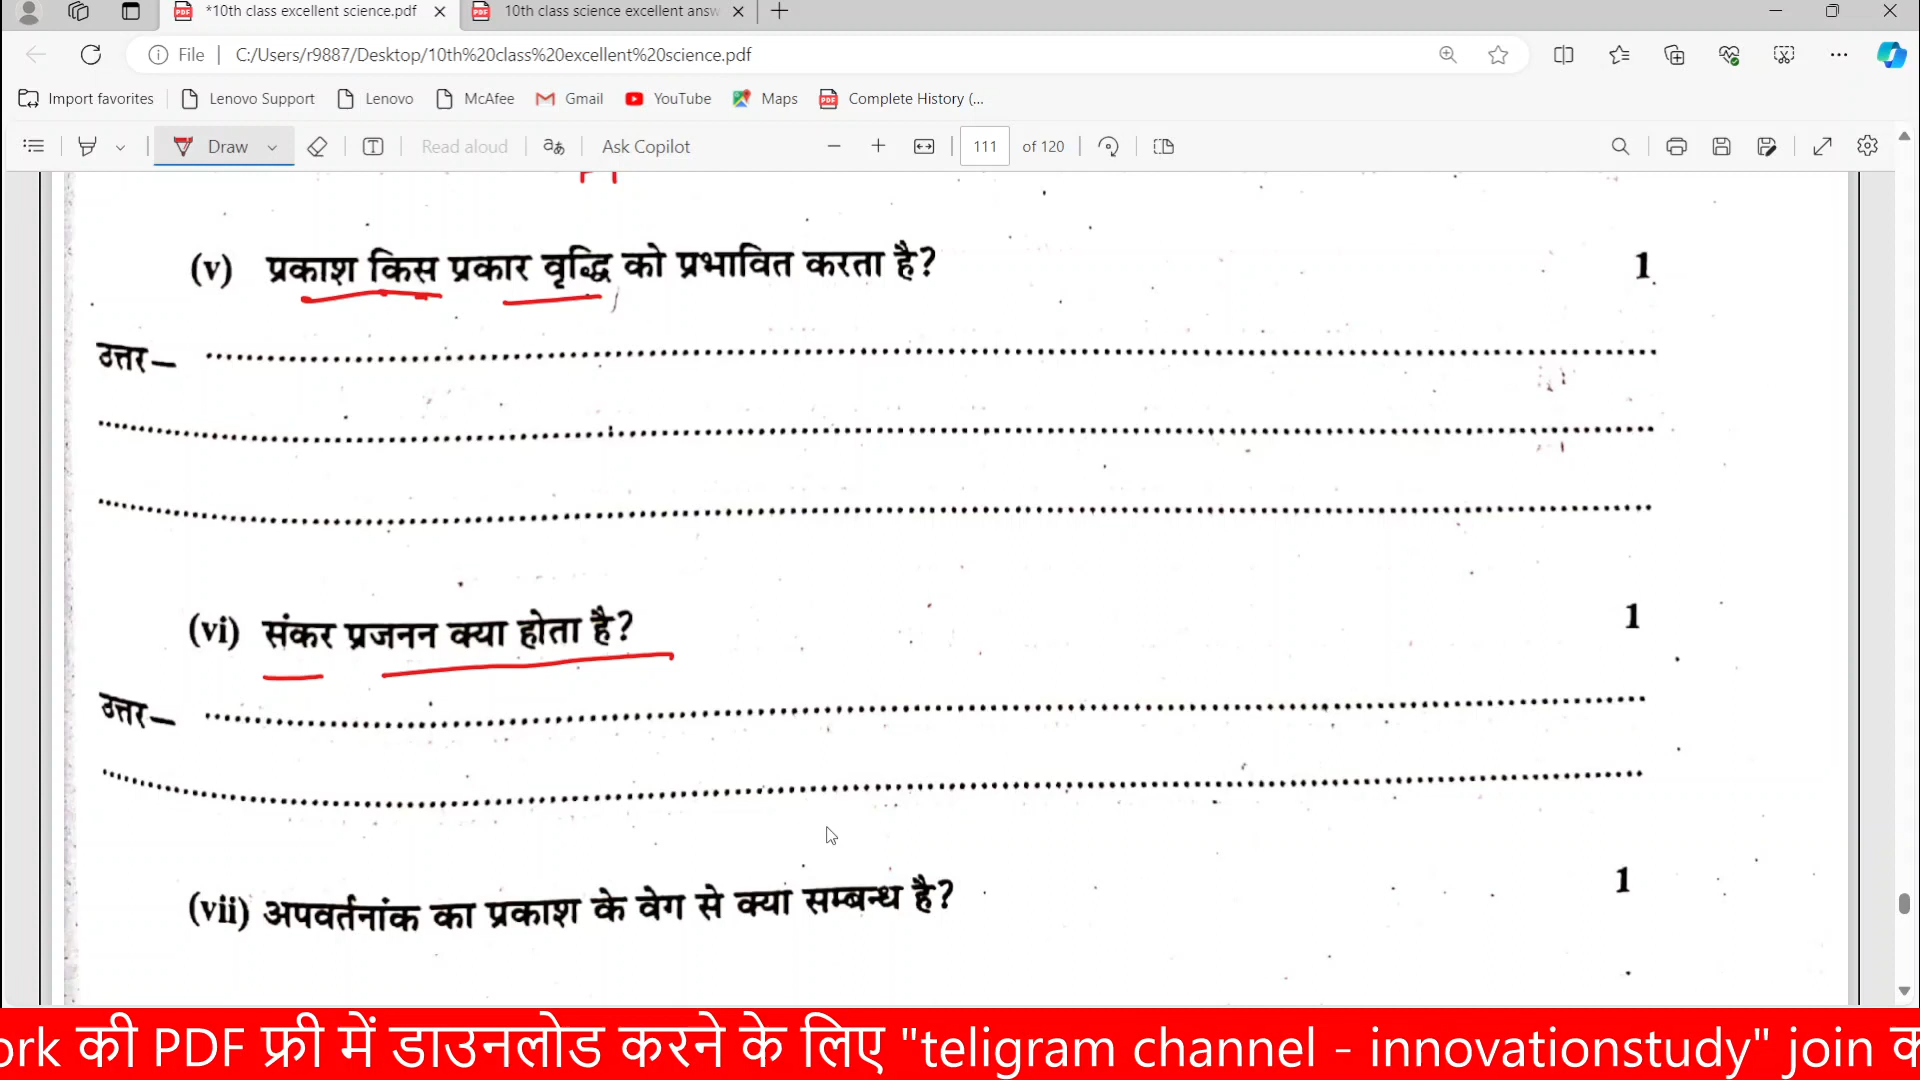 *10th class excellent science.pdf
10th class science excellent answ
File
C:/Users/r9887/Desktop/10th%20class%20excellent%20science.pdf
Import favorites
Lenovo Support
Lenovo
McAfee
Gmail
YouTube
Maps
Complete History (...
Draw
Read aloud
Ask Copilot
111 of 120
(v) प्रकाश किस प्रकार वृद्धि को प्रभावित करता है? 1
उत्तर—
(vi) संकर प्रजनन क्या होता है? 1
उत्तर—
(vii) अपवर्तनांक का प्रकाश के वेग से क्या सम्बन्ध है? 1
ork की PDF फ्री में डाउनलोड करने के लिए "teligram channel - innovationstudy" join